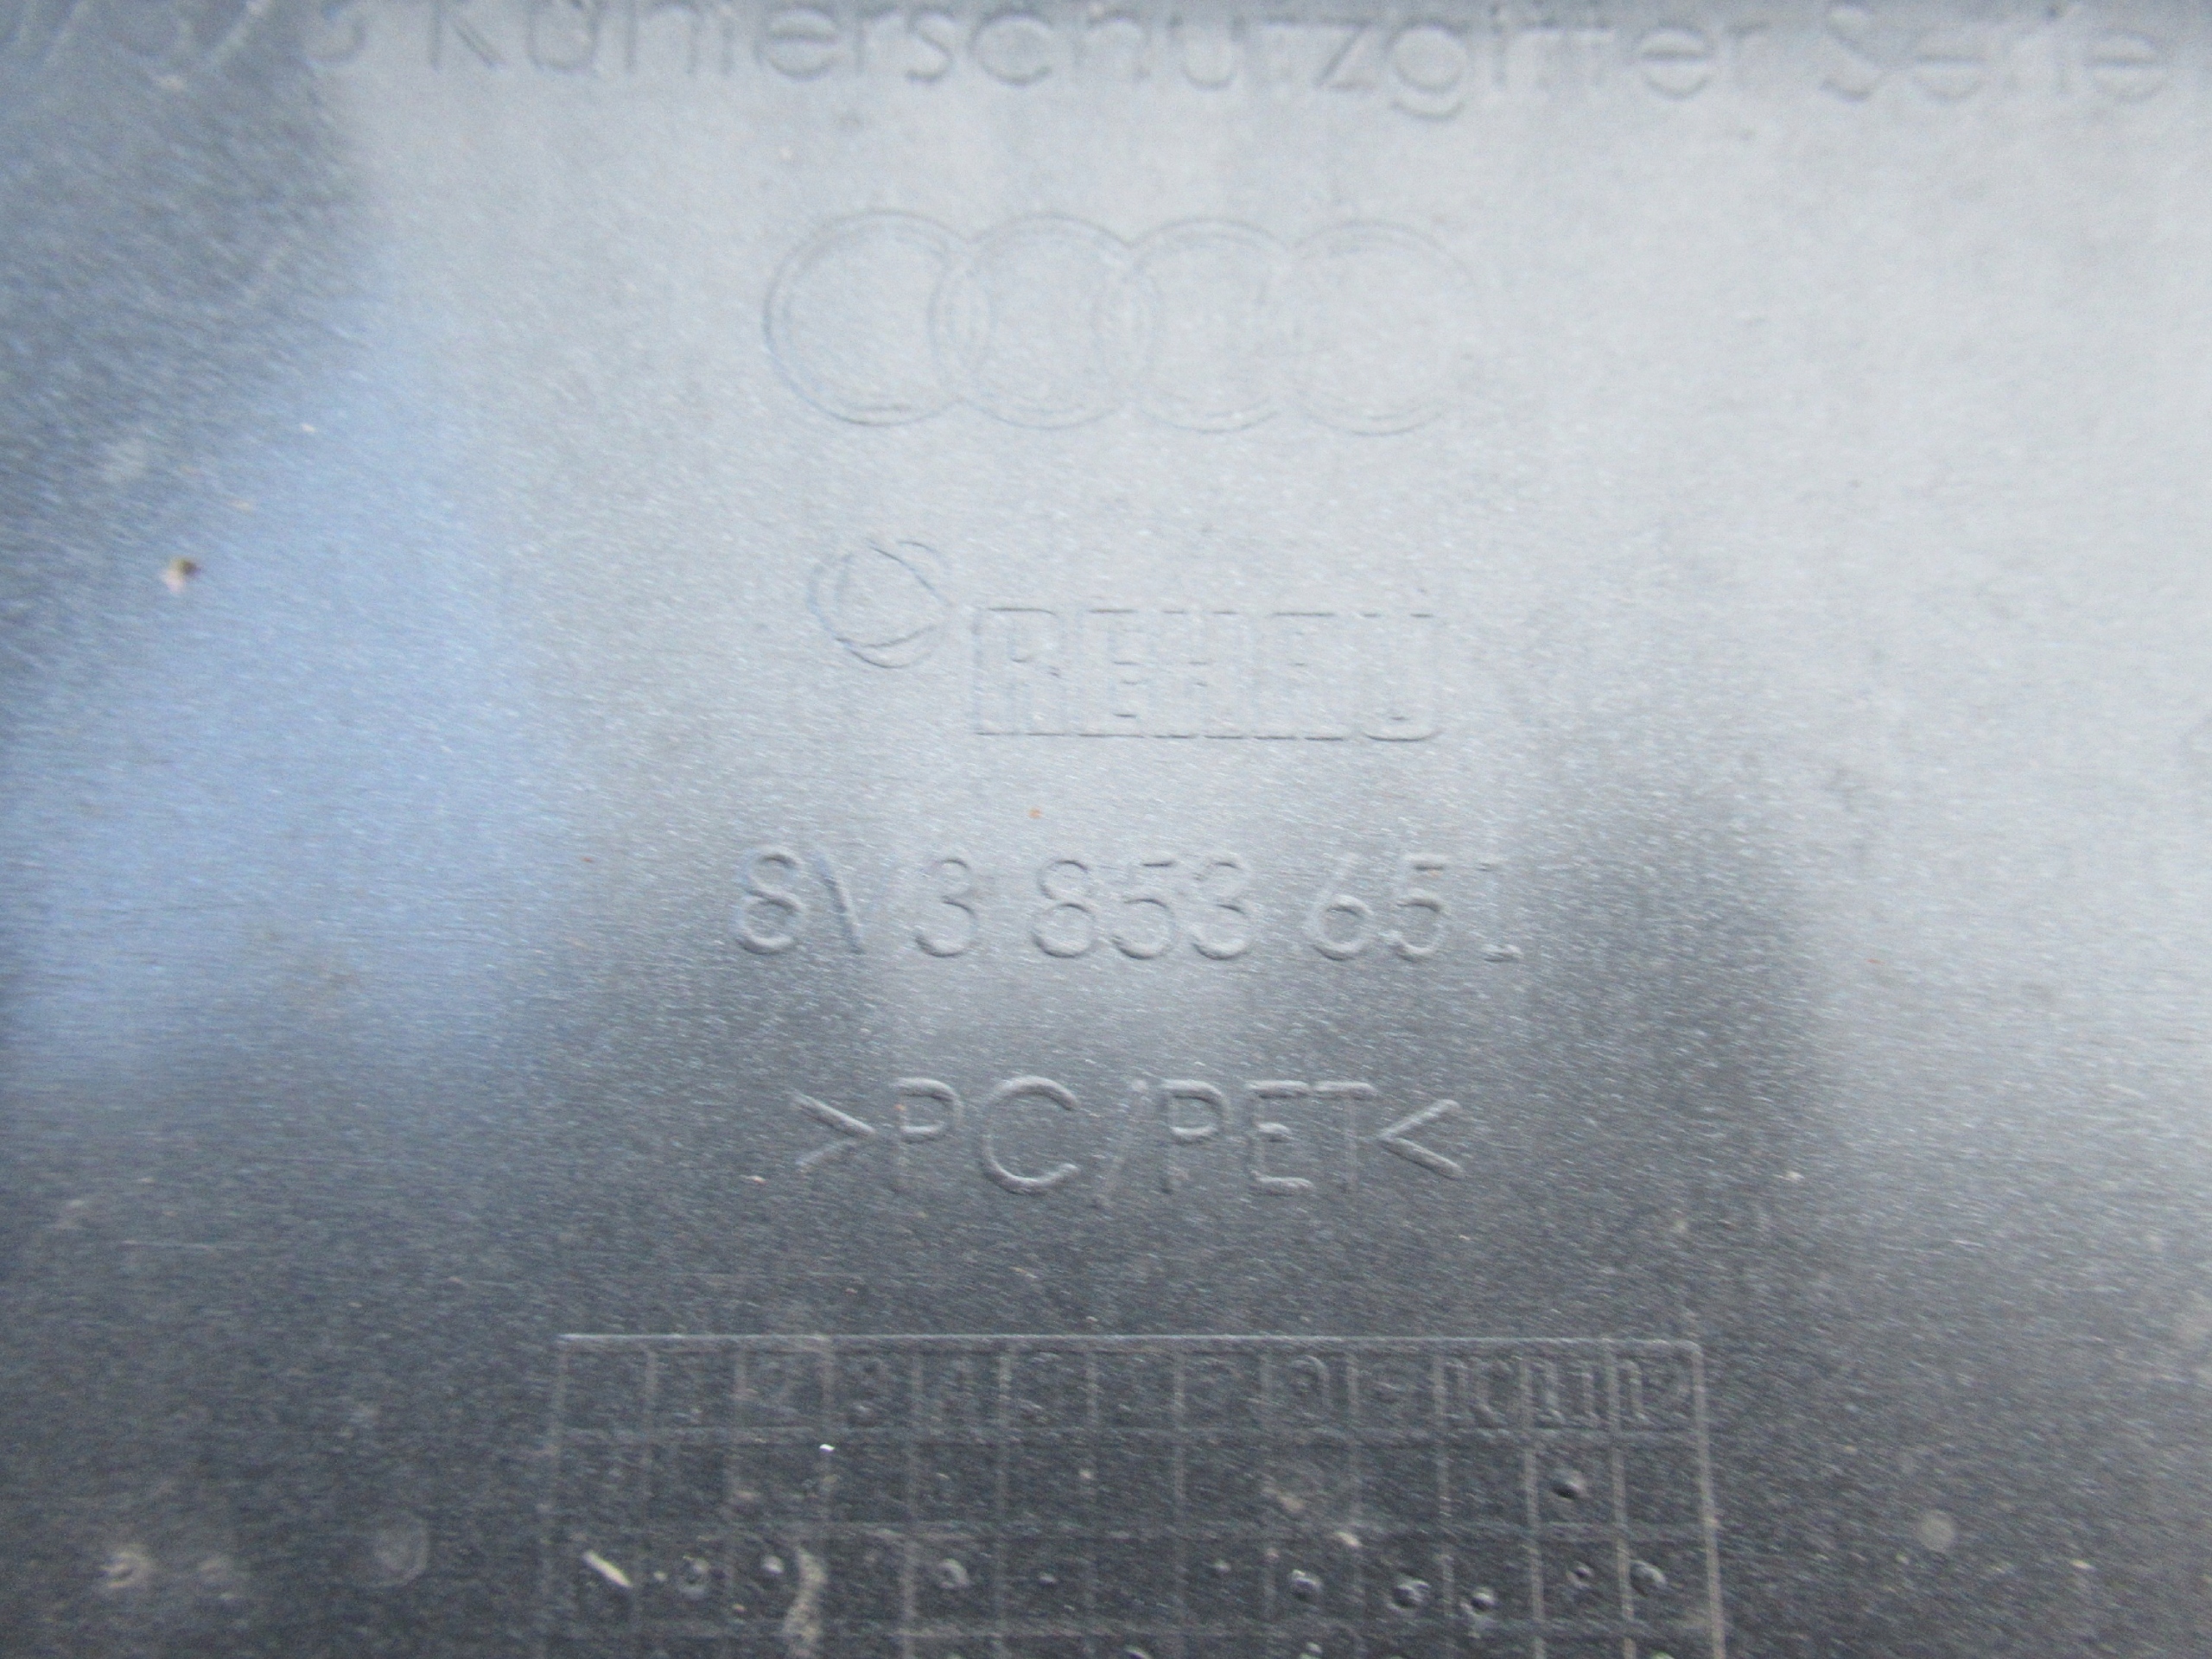 Kühlerschutzgitter Serie
REHAU
8V3 853 651
>PC/PET<
1 2 3 4 5 6 7 8 9 10 11 12